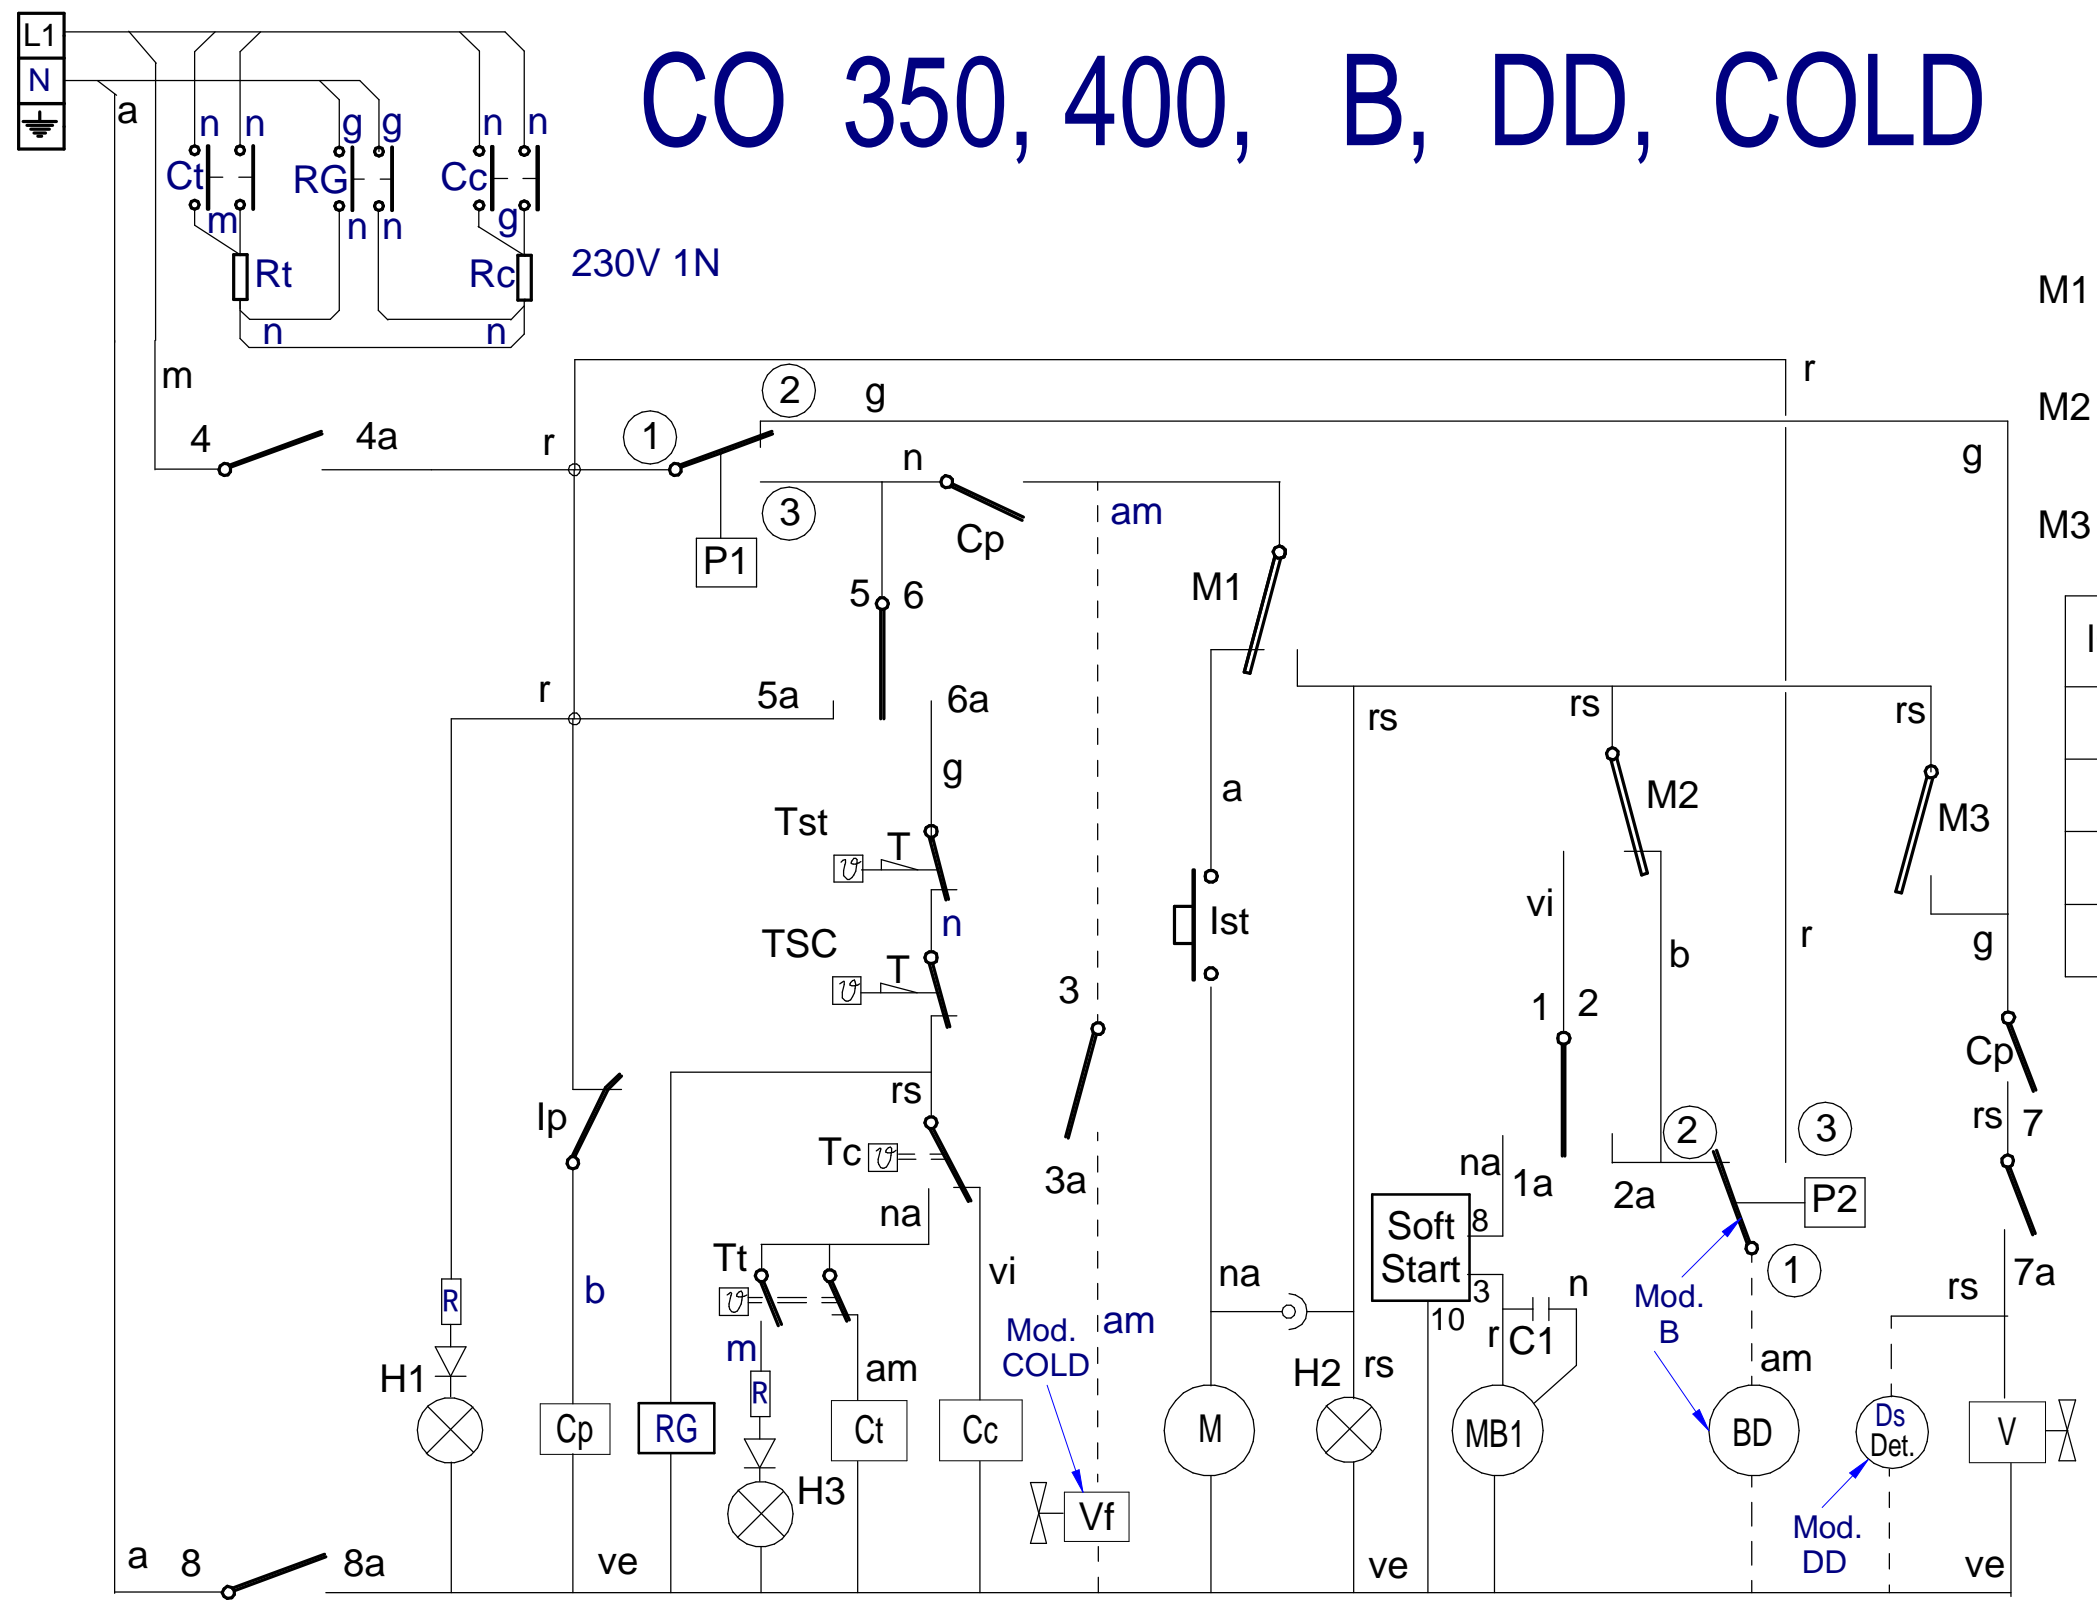 L1
CO 350, 400, B, DD, COLD
N
a
n n g g n n
Ct RG Cc
m n n g
Rt Rc 230V 1N
M1
n n
m r
2 g M2
4 4a r 1
n g
3 am M3
P1 Cp
M1
5 6
I
r 5a 6a rs rs rs
g
a M2
Tst T M3
vi
n Ist
TSC T b r g
3 1 2
Cp
rs
Ip 2 3 rs 7
Tc
na
3a 1a 2a P2
na Soft 8
Tt Start
vi na 3 n 1 7a
b Mod. rs
R 10 B
m Mod. am r C1
COLD
H1 R am H2 rs am
Cp RG Ct Cc M MB1 BD Ds
Det. V
H3
Vf
Mod.
DD
a 8 8a ve ve ve